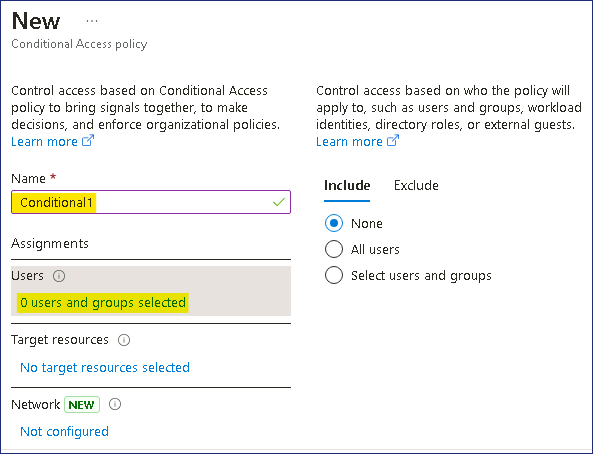 New ...
Conditional Access policy
Control access based on Conditional Access
policy to bring signals together, to make
decisions, and enforce organizational policies.
Learn more
Name *
Conditional1
Assignments
Users
0 users and groups selected
Target resources
No target resources selected
Network NEW
Not configured
Control access based on who the policy will
apply to, such as users and groups, workload
identities, directory roles, or external guests.
Learn more
Include Exclude
None
All users
Select users and groups